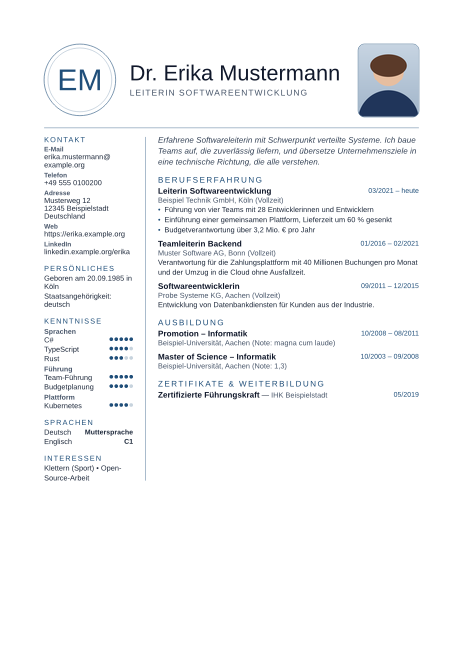 EM
Dr. Erika Mustermann
LEITERIN SOFTWAREENTWICKLUNG
KONTAKT
E-Mail
erika.mustermann@
example.org
Telefon
+49 555 0100200
Adresse
Musterweg 12
12345 Beispielstadt
Deutschland
Web
https://erika.example.org
LinkedIn
linkedin.example.org/erika
PERSÖNLICHES
Geboren am 20.09.1985 in
Köln
Staatsangehörigkeit:
deutsch
KENNTNISSE
Sprachen
C#
TypeScript
Rust
Führung
Team-Führung
Budgetplanung
Plattform
Kubernetes
SPRACHEN
Deutsch Muttersprache
Englisch C1
INTERESSEN
Klettern (Sport) • Open-
Source-Arbeit
Erfahrene Softwareleiterin mit Schwerpunkt verteilte Systeme. Ich baue
Teams auf, die zuverlässig liefern, und übersetze Unternehmensziele in
eine technische Richtung, die alle verstehen.
BERUFSERFAHRUNG
Leiterin Softwareentwicklung 03/2021 – heute
Beispiel Technik GmbH, Köln (Vollzeit)
• Führung von vier Teams mit 28 Entwicklerinnen und Entwicklern
• Einführung einer gemeinsamen Plattform, Lieferzeit um 60 % gesenkt
• Budgetverantwortung über 3,2 Mio. € pro Jahr
Teamleiterin Backend 01/2016 – 02/2021
Muster Software AG, Bonn (Vollzeit)
Verantwortung für die Zahlungsplattform mit 40 Millionen Buchungen pro Monat
und der Umzug in die Cloud ohne Ausfallzeit.
Softwareentwicklerin 09/2011 – 12/2015
Probe Systeme KG, Aachen (Vollzeit)
Entwicklung von Datenbankdiensten für Kunden aus der Industrie.
AUSBILDUNG
Promotion – Informatik 10/2008 – 08/2011
Beispiel-Universität, Aachen (Note: magna cum laude)
Master of Science – Informatik 10/2003 – 09/2008
Beispiel-Universität, Aachen (Note: 1,3)
ZERTIFIKATE & WEITERBILDUNG
Zertifizierte Führungskraft — IHK Beispielstadt 05/2019